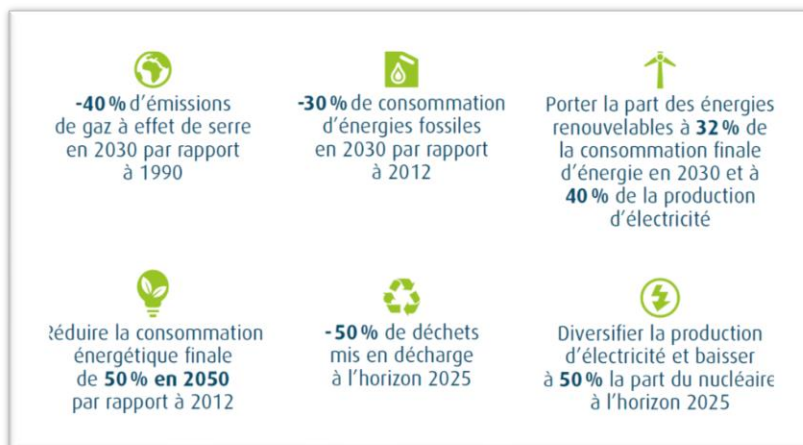 -40 % d'émissions
de gaz à effet de serre
en 2030 par rapport
à 1990
-30 % de consommation
d'énergies fossiles
en 2030 par rapport
à 2012
Porter la part des énergies
renouvelables à 32% de
la consommation finale
d'énergie en 2030 et à
40 % de la production
d'électricité
Réduire la consommation
énergétique finale
de 50 % en 2050
par rapport à 2012
-50 % de déchets
mis en décharge
à l'horizon 2025
Diversifier la production
d'électricité et baisser
à 50 % la part du nucléaire
à l'horizon 2025